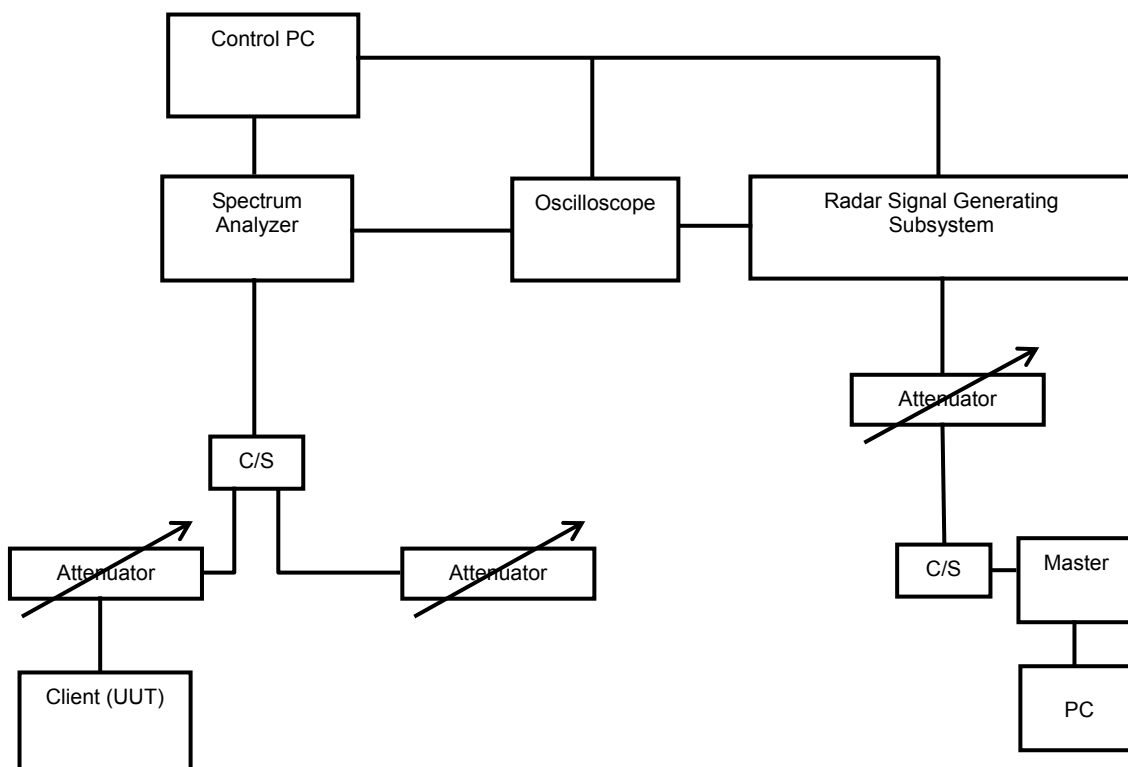 Control PC
Spectrum
Analyzer
Oscilloscope
Radar Signal Generating
Subsystem
Attenuator
C/S
Attenuator
Attenuator
C/S
Master
Client (UUT)
PC